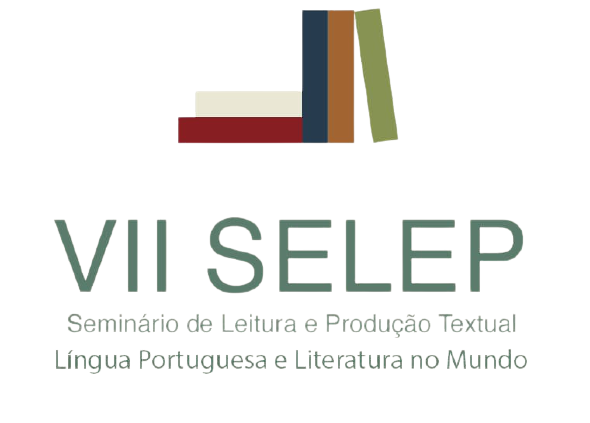 VII SELEP
Seminário de Leitura e Produção Textual
Língua Portuguesa e Literatura no Mundo